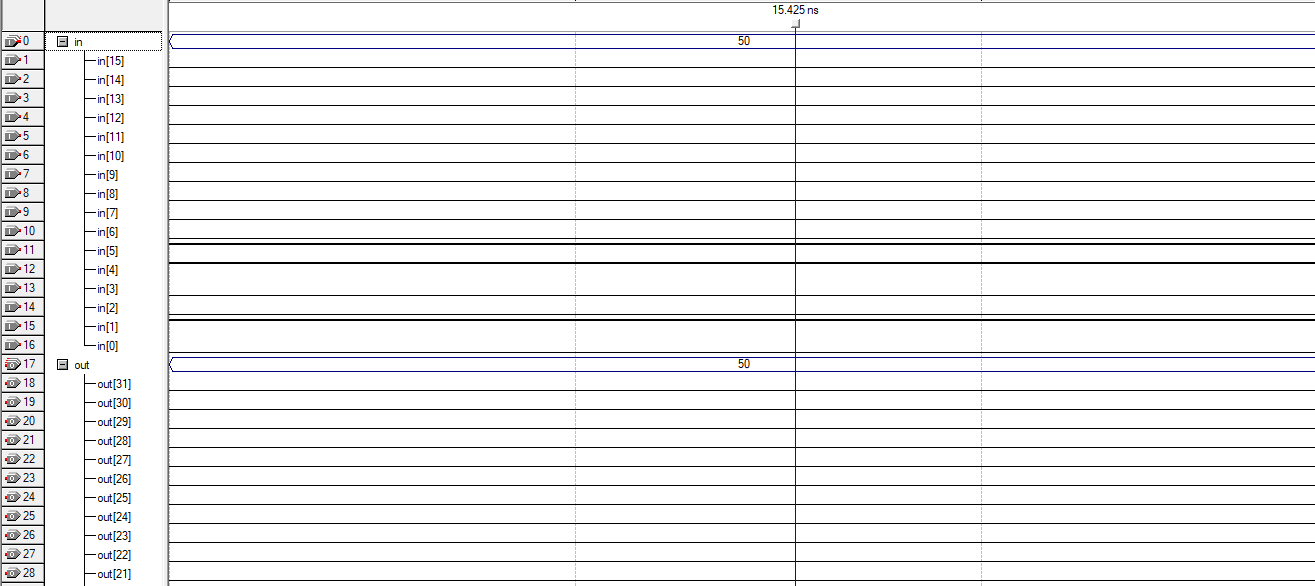 15.425 ns
0 in 50
1 in[15]
2 in[14]
3 in[13]
4 in[12]
5 in[11]
6 in[10]
7 in[9]
8 in[8]
9 in[7]
10 in[6]
11 in[5]
12 in[4]
13 in[3]
14 in[2]
15 in[1]
16 in[0]
17 out 50
18 out[31]
19 out[30]
20 out[29]
21 out[28]
22 out[27]
23 out[26]
24 out[25]
25 out[24]
26 out[23]
27 out[22]
28 out[21]